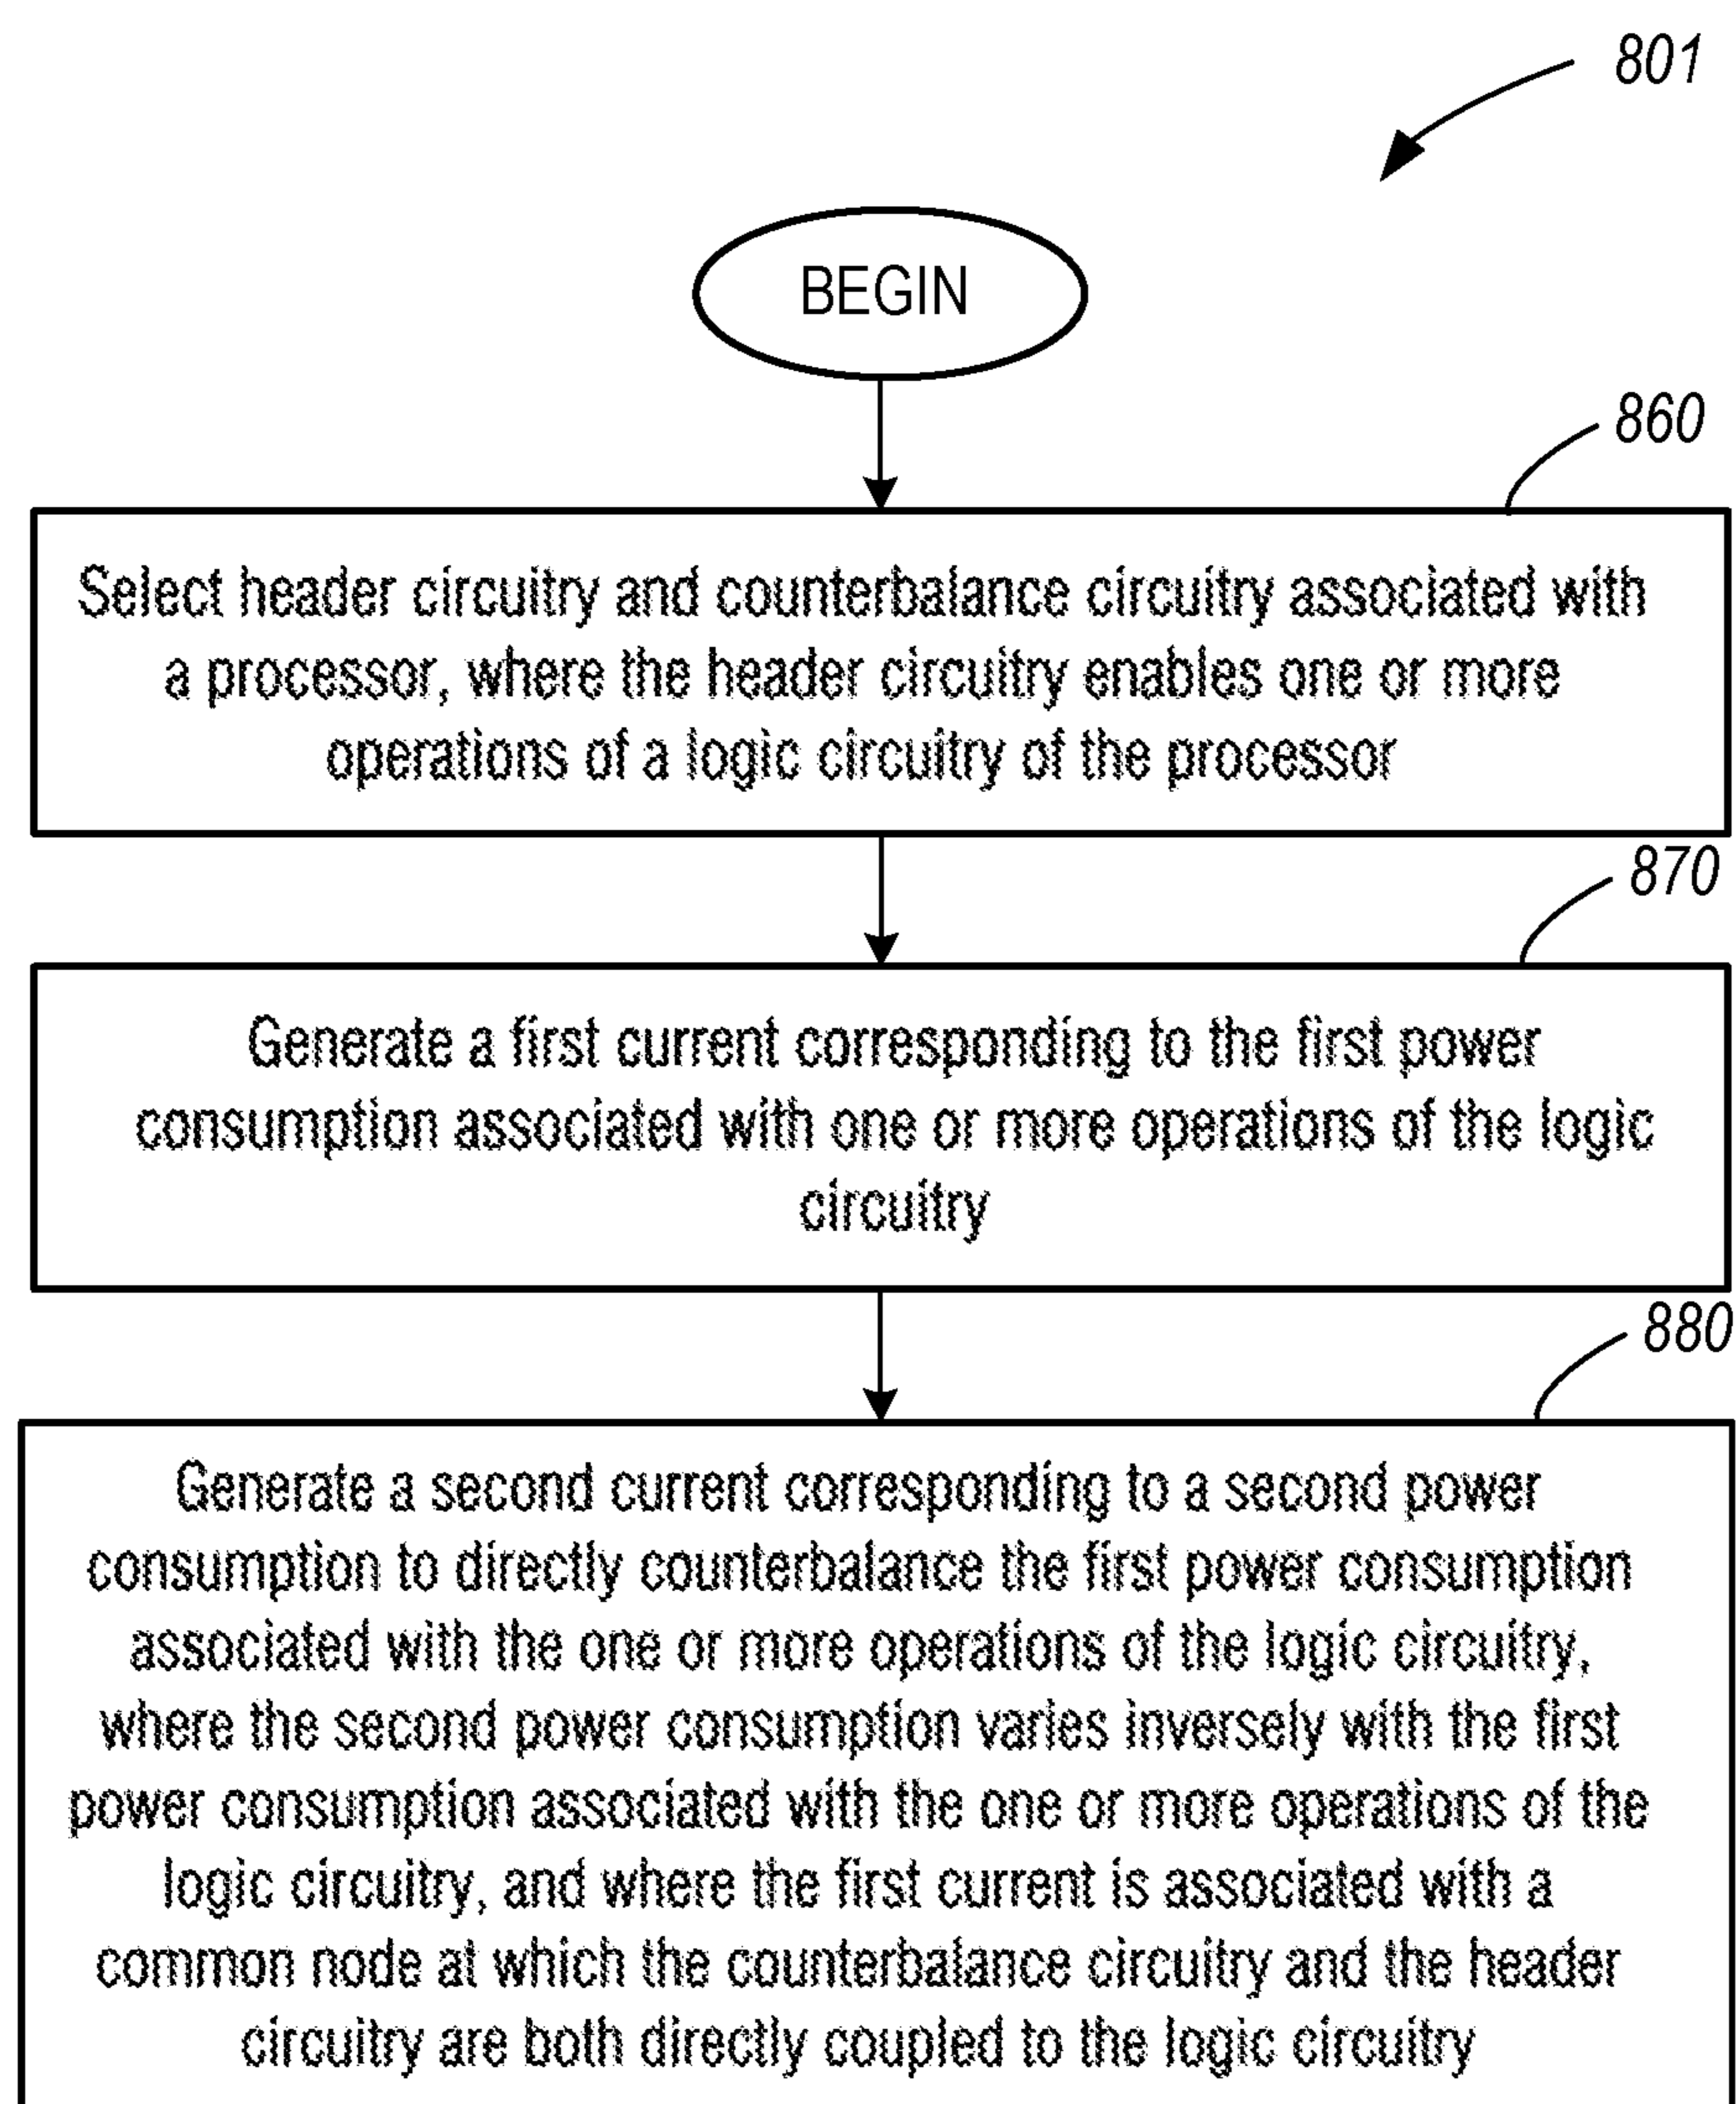 801
BEGIN
860
Select header circuitry and counterbalance circuitry associated with
a processor, where the header circuitry enables one or more
operations of a logic circuitry of the processor
870
Generate a first current corresponding to the first power
consumption associated with one or more operations of the logic
circuitry
880
Generate a second current corresponding to a second power
consumption to directly counterbalance the first power consumption
associated with the one or more operations of the logic circuitry,
where the second power consumption varies inversely with the first
power consumption associated with the one or more operations of the
logic circuitry, and where the first current is associated with a
common node at which the counterbalance circuitry and the header
circuitry are both directly coupled to the logic circuitry